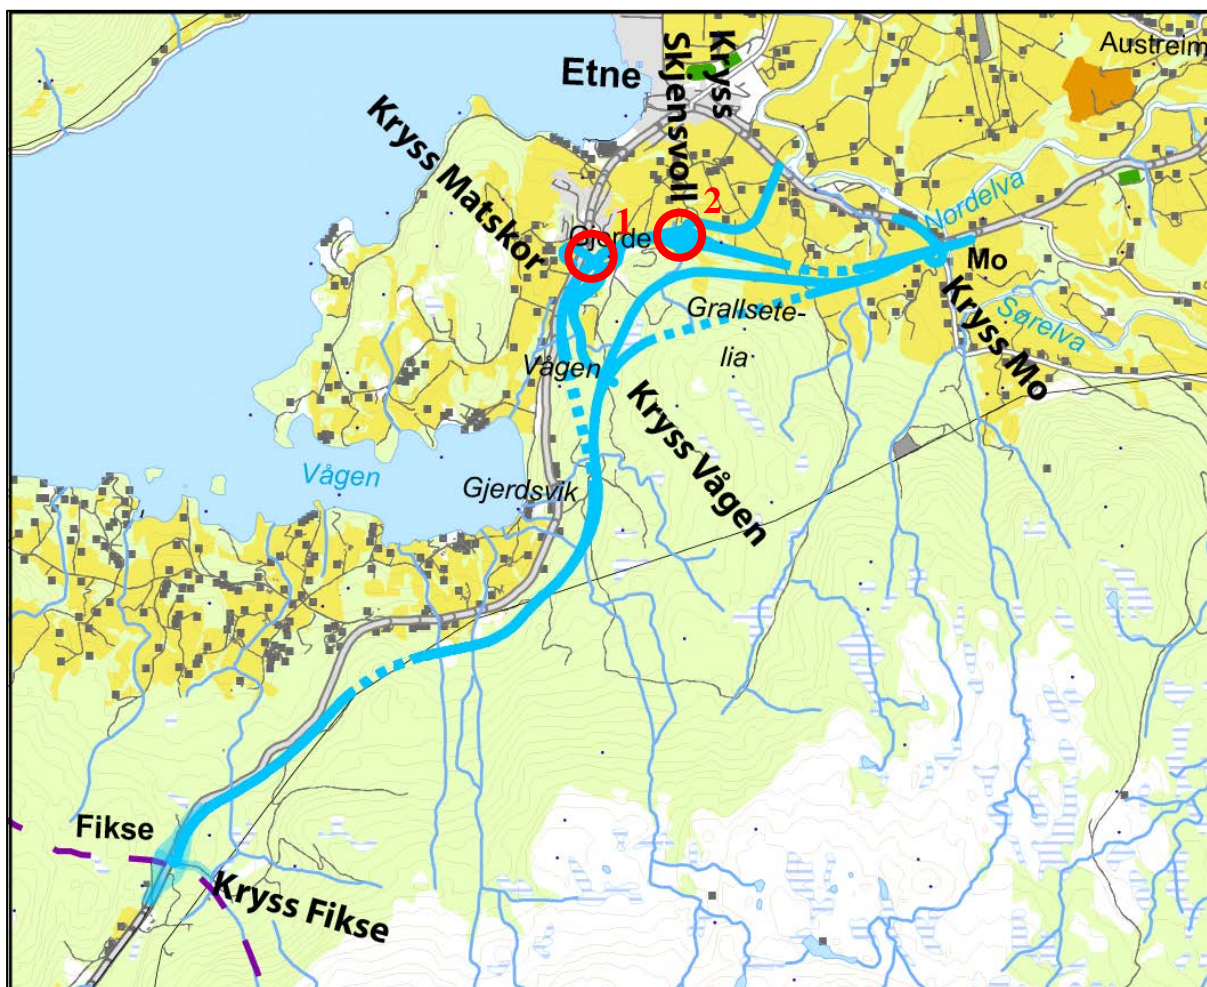 Austreim
Etne
Kryss
Skjensvoll
Kryss Matskor
1
2
Gjerde
Nordelva
Mo
Sørelva
Kryss Mo
Grallsete-
lia
Vågen
Kryss Vågen
Vågen
Gjerdsvik
Fikse
Kryss Fikse